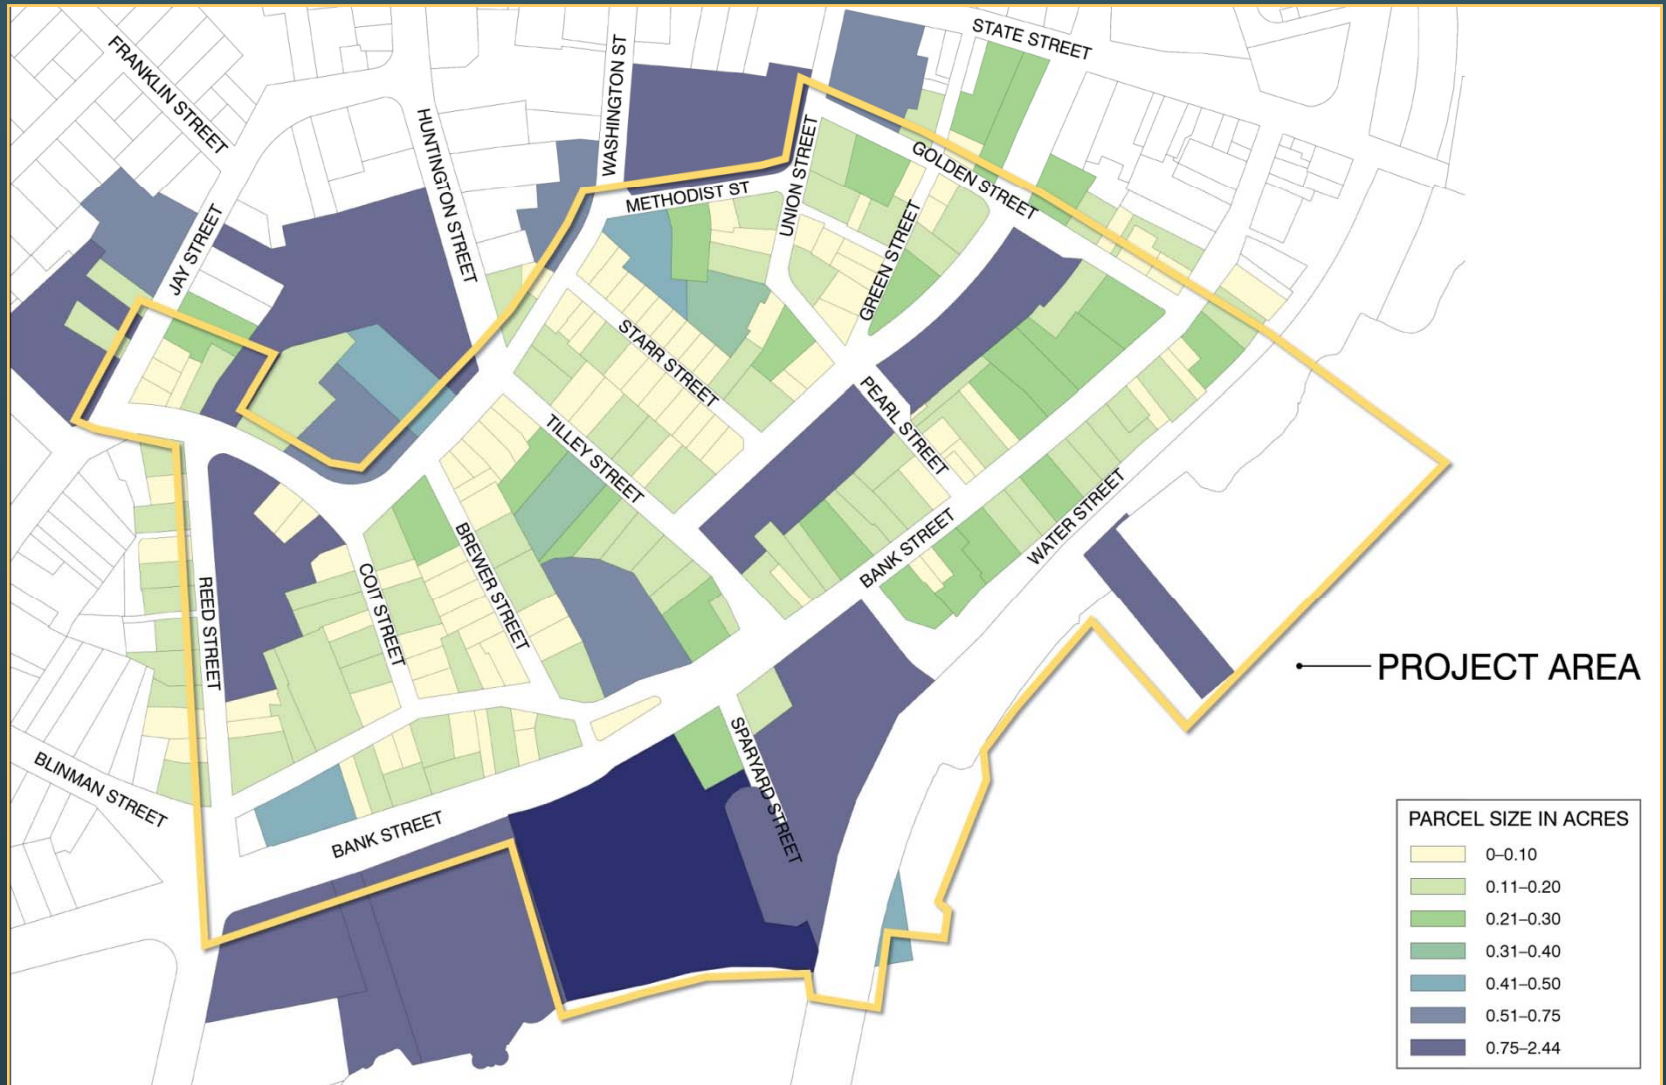 STATE STREET
FRANKLIN STREET
WASHINGTON ST
HUNTINGTON STREET
UNION STREET
GOLDEN STREET
METHODIST ST
JAY STREET
GREEN STREET
STARR STREET
PEARL STREET
TILLEY STREET
WATER STREET
BANK STREET
BREWER STREET
COIT STREET
REED STREET
PROJECT AREA
SPARYARD STREET
BLINMAN STREET
BANK STREET
PARCEL SIZE IN ACRES
0–0.10
0.11–0.20
0.21–0.30
0.31–0.40
0.41–0.50
0.51–0.75
0.75–2.44